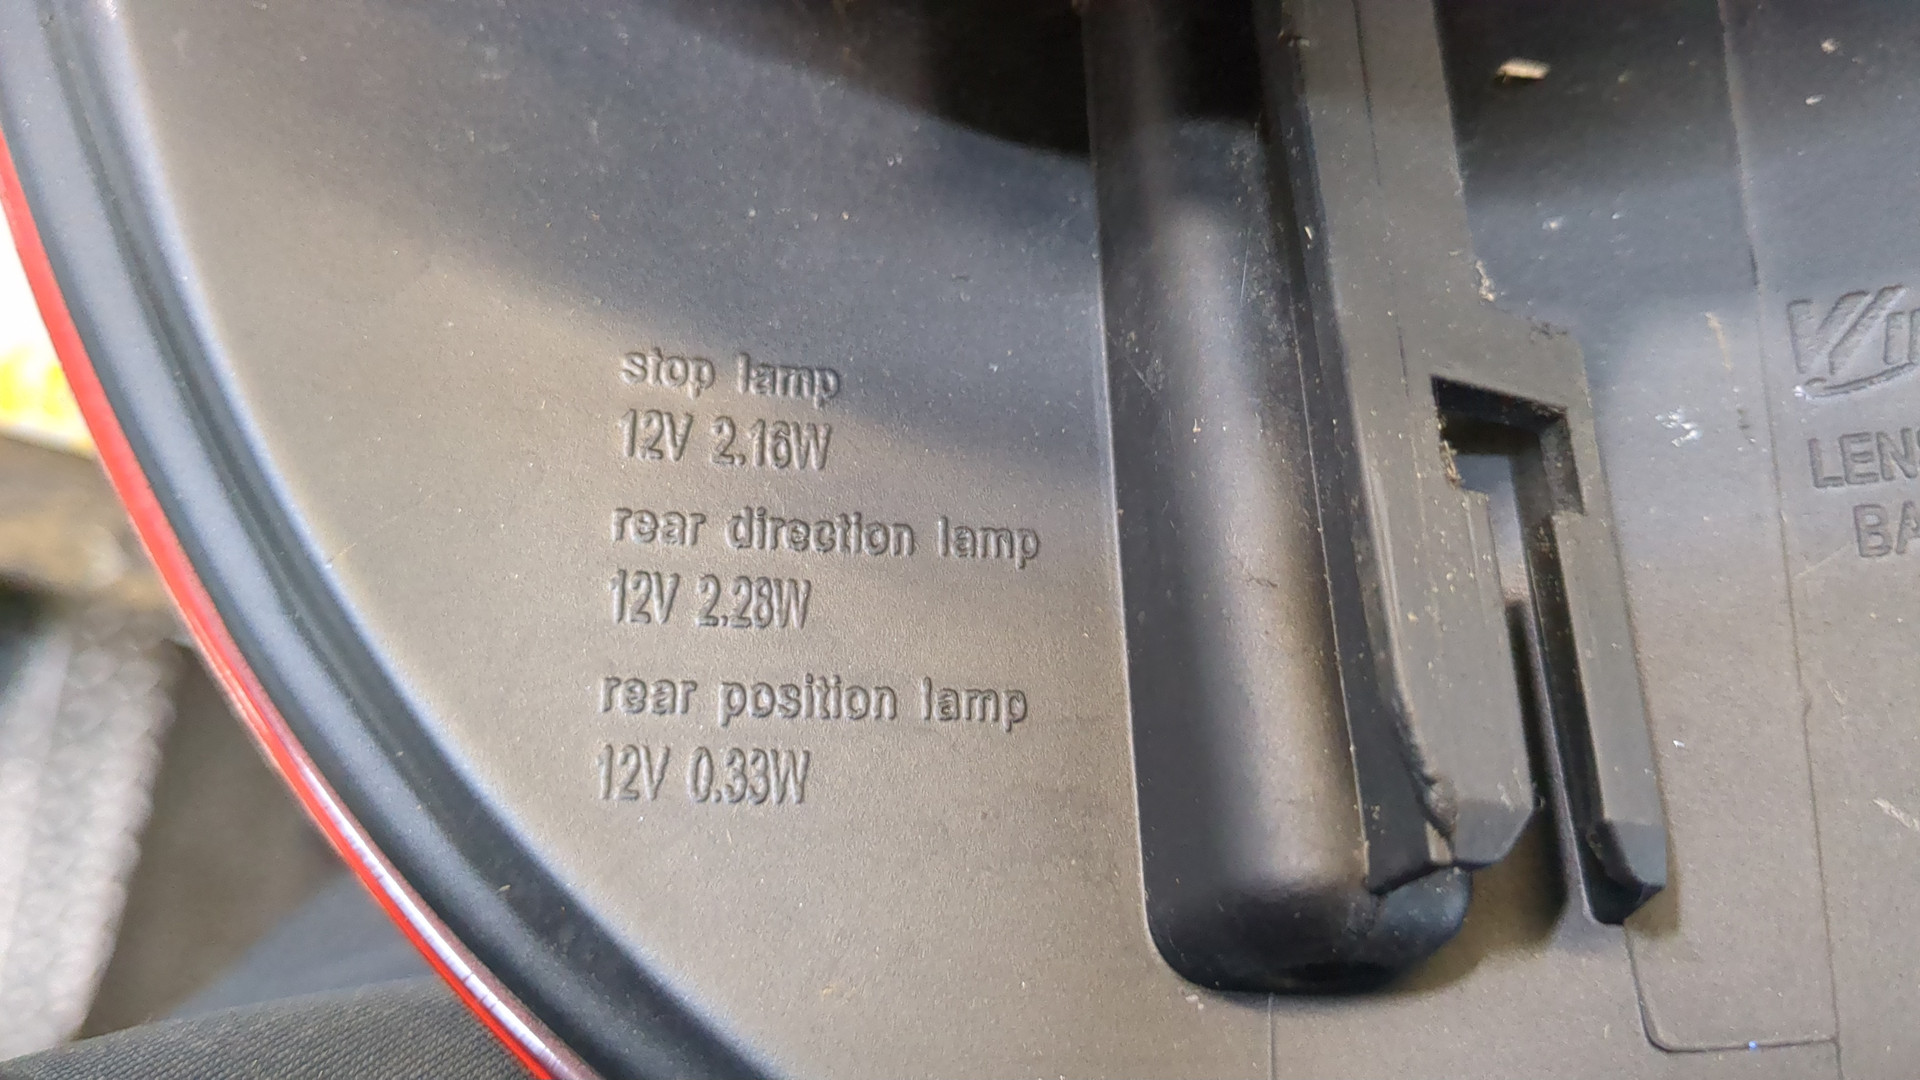 stop lamp
12V 2.16W
rear direction lamp
12V 2.28W
rear position lamp
12V 0.33W